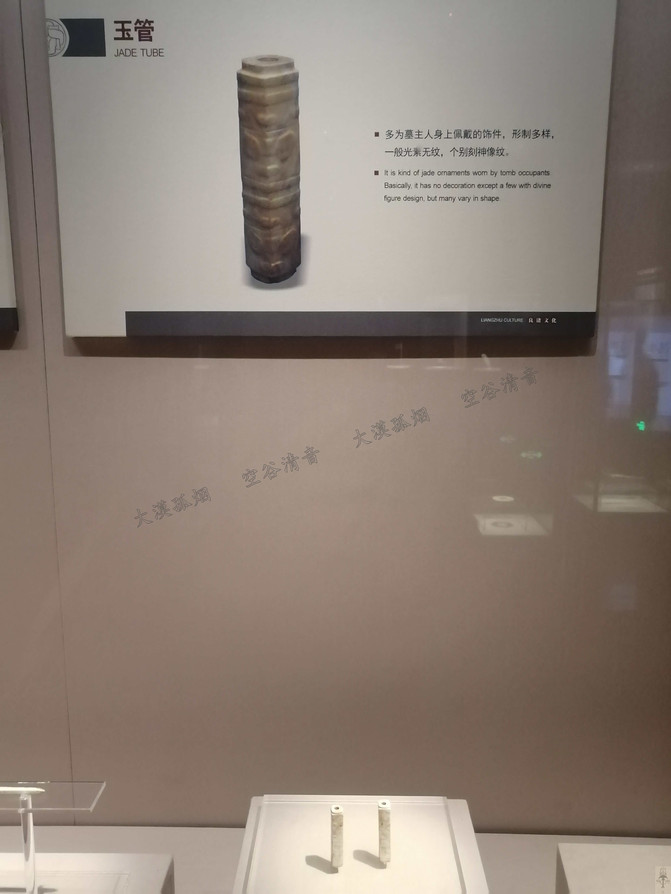 玉管
JADE TUBE
多为墓主人身上佩戴的饰件，形制多样，
一般光素无纹，个别刻神像纹。
It is kind of jade ornaments worn by tomb occupants.
Basically, it has no decoration except a few with divine
figure design, but many vary in shape.
LIANGZHU CULTURE 良渚文化
大漠孤烟 空谷清音 大漠孤烟 空谷清音